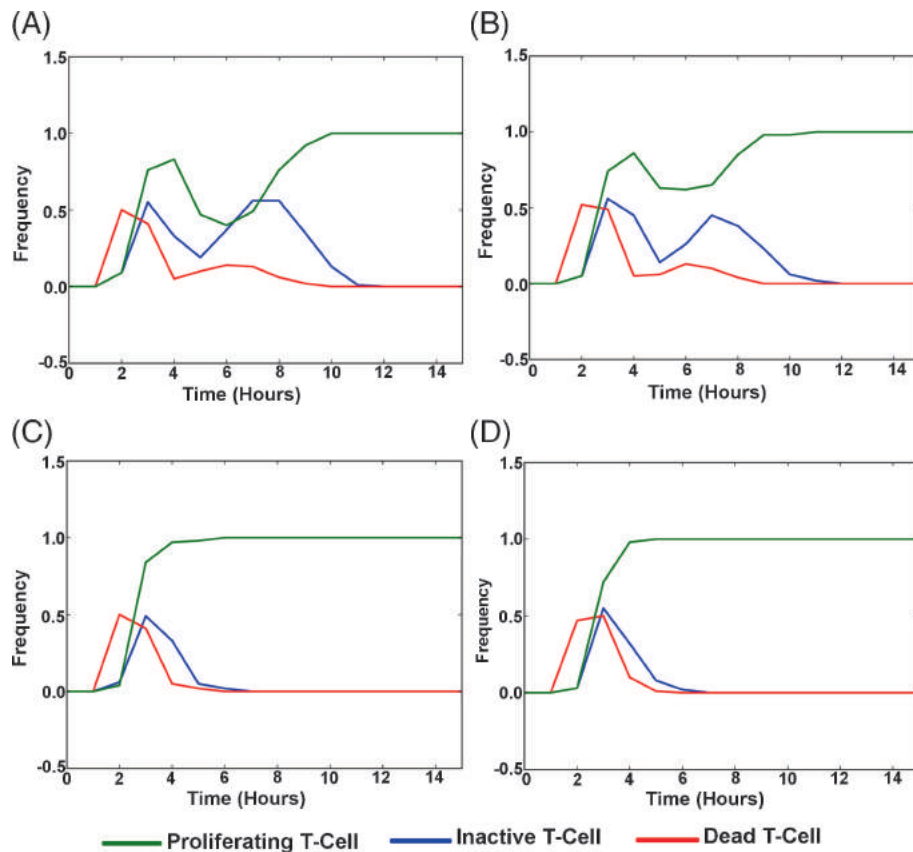 (A)
1.5
1.0
0.5
0.0
-0.5
Frequency
0 2 4 6 8 10 12 14
Time (Hours)
(B)
1.5
1.0
0.5
0.0
-0.5
Frequency
0 2 4 6 8 10 12 14
Time (Hours)
(C)
1.5
1.0
0.5
0.0
-0.5
Frequency
0 2 4 6 8 10 12 14
Time (Hours)
(D)
1.5
1.0
0.5
0.0
-0.5
Frequency
0 2 4 6 8 10 12 14
Time (Hours)
Proliferating T-Cell Inactive T-Cell Dead T-Cell